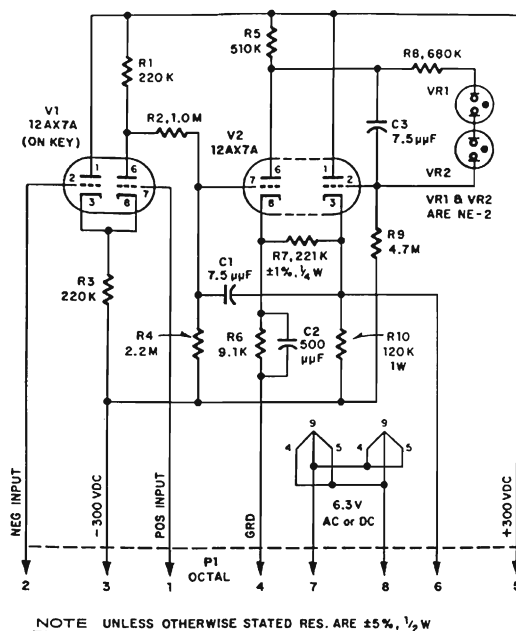 R5
510K
R1
220K
R8, 680K
VR1
R2, 1.0M
V1
12AX7A
(ON KEY)
V2
12AX7A
C3
7.5µµF
1
6
2
7
3
8
6
1
7
2
8
3
VR2
VR1 & VR2
ARE NE-2
R7, 221K
±1%, 1/4 W
R9
4.7M
R3
220K
C1
7.5µµF
R4
2.2M
R6
9.1K
C2
500
µµF
R10
120K
1W
9
4
5
9
4
5
6.3V
AC or DC
NEG INPUT
-300 VDC
POS INPUT
GRD
+300VDC
P1
OCTAL
2
3
1
4
7
8
6
5
NOTE UNLESS OTHERWISE STATED RES. ARE ±5%, 1/2 W